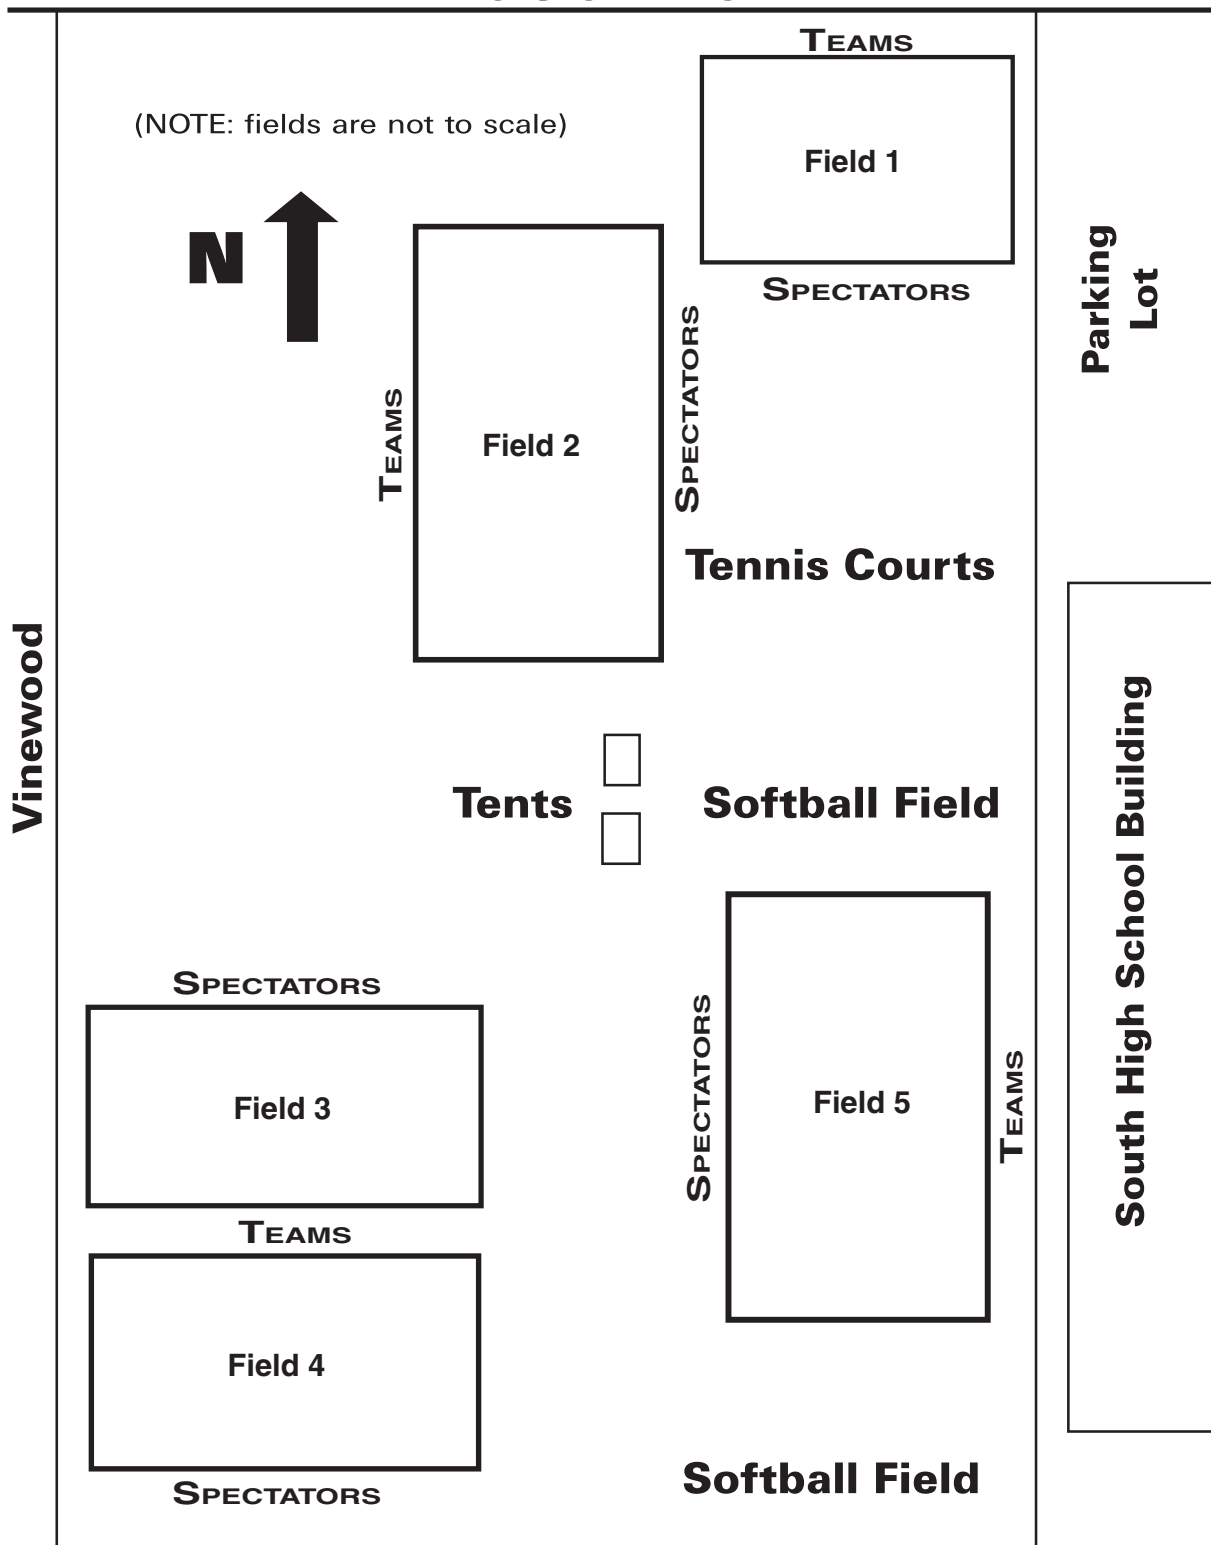 TEAMS
(NOTE: fields are not to scale)
Field 1
N
SPECTATORS
Parking
Lot
TEAMS
Field 2
SPECTATORS
Tennis Courts
Vinewood
Tents
Softball Field
South High School Building
SPECTATORS
Field 3
TEAMS
SPECTATORS
Field 5
TEAMS
Field 4
SPECTATORS
Softball Field